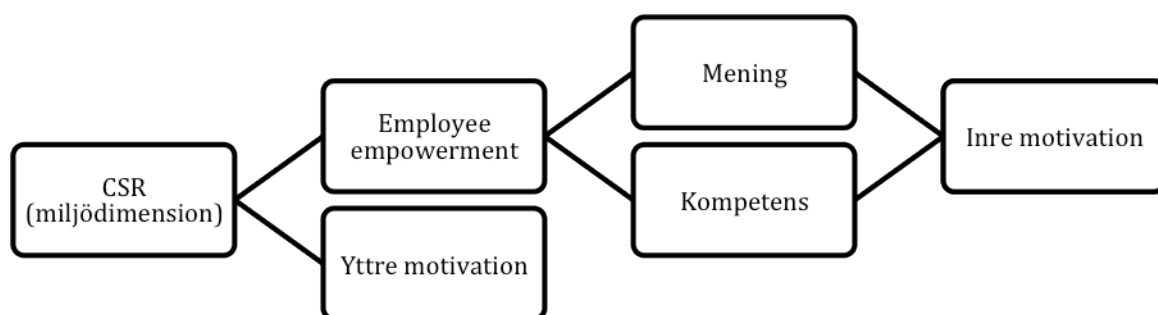 CSR
(miljödimension)
Employee
empowerment
Yttre motivation
Mening
Kompetens
Inre motivation